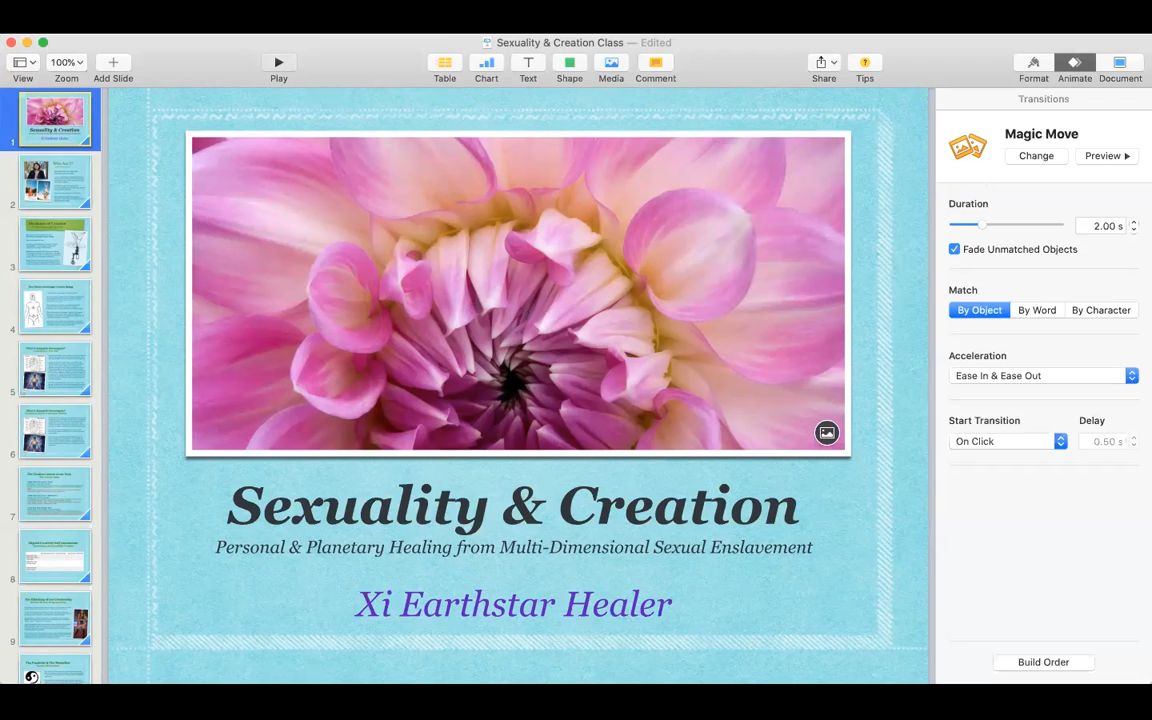 Sexuality & Creation Class — Edited
View
100%
Zoom
Add Slide
Play
Table
Chart
Text
Shape
Media
Comment
Share
Tips
Format
Animate
Document
1
2
3
4
5
6
7
8
9
Sexuality & Creation
Personal & Planetary Healing from Multi-Dimensional Sexual Enslavement
Xi Earthstar Healer
Transitions
Magic Move
Change
Preview
Duration
2.00 s
Fade Unmatched Objects
Match
By Object
By Word
By Character
Acceleration
Ease In & Ease Out
Start Transition
Delay
On Click
0.50 s
Build Order